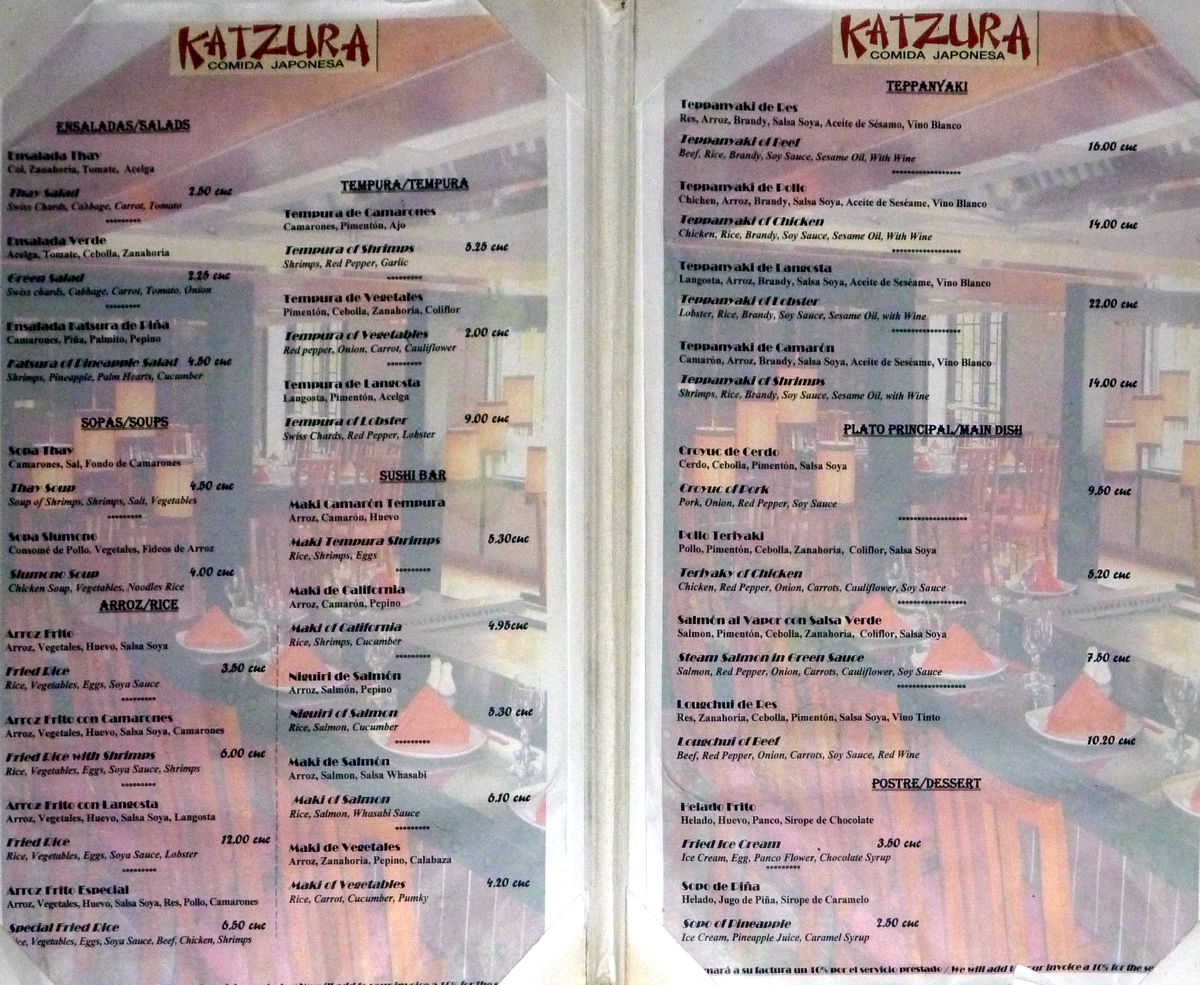 KATZURA
COMIDA JAPONESA
ENSALADAS/SALADS
Ensalada Thay
Col, Zanahoria, Tomate, Acelga
Thay Salad 2.50 cuc
Swiss Chards, Cabbage, Carrot, Tomato
*********
Ensalada Verde
Acelga, Tomate, Cebolla, Zanahoria
Green Salad 2.25 cuc
Swiss chards, Cabbage, Carrot, Tomato, Onion
*********
Ensalada Katsura de Piña
Camarones, Piña, Palmito, Pepino
Katsura of Pineapple Salad 4.50 cuc
Shrimps, Pineapple, Palm Hearts, Cucumber
SOPAS/SOUPS
Sopa Thay
Camarones, Sal, Fondo de Camarones
Thay Soup 4.50 cuc
Soup of Shrimps, Shrimps, Salt, Vegetables
*********
Sopa Slumono
Consomé de Pollo, Vegetales, Fideos de Arroz
Slumono Soup 4.00 cuc
Chicken Soup, Vegetables, Noodles Rice
ARROZ/RICE
Arroz Frito
Arroz, Vegetales, Huevo, Salsa Soya
Fried Rice 3.50 cuc
Rice, Vegetables, Eggs, Soya Sauce
*********
Arroz Frito con Camarones
Arroz, Vegetales, Huevo, Salsa Soya, Camarones
Fried Rice with Shrimps 6.00 cuc
Rice, Vegetables, Eggs, Soya Sauce, Shrimps
*********
Arroz Frito con Langosta
Arroz, Vegetales, Huevo, Salsa Soya, Langosta
Fried Rice 12.00 cuc
Rice, Vegetables, Eggs, Soya Sauce, Lobster
*********
Arroz Frito Especial
Arroz, Vegetales, Huevo, Salsa Soya, Res, Pollo, Camarones
Special Fried Rice 6.50 cuc
Rice, Vegetables, Eggs, Soya Sauce, Beef, Chicken, Shrimps
TEMPURA/TEMPURA
Tempura de Camarones
Camarones, Pimentón, Ajo
Tempura of Shrimps 5.25 cuc
Shrimps, Red Pepper, Garlic
*********
Tempura de Vegetales
Pimentón, Cebolla, Zanahoria, Coliflor
Tempura of Vegetables 2.00 cuc
Red pepper, Onion, Carrot, Cauliflower
*********
Tempura de Langosta
Langosta, Pimentón, Acelga
Tempura of Lobster 9.00 cuc
Swiss Chards, Red Pepper, Lobster
SUSHI BAR
Maki Camarón Tempura
Arroz, Camarón, Huevo
Maki Tempura Shrimps 5.30cuc
Rice, Shrimps, Eggs
*********
Maki de California
Arroz, Camarón, Pepino
Maki of California 4.95cuc
Rice, Shrimps, Cucumber
*********
Niguiri de Salmón
Arroz, Salmón, Pepino
Niguiri of Salmon 5.30 cuc
Rice, Salmon, Cucumber
*********
Maki de Salmón
Arroz, Salmon, Salsa Whasabi
Maki of Salmon 6.10 cuc
Rice, Salmon, Whasabi Sauce
*********
Maki de Vegetales
Arroz, Zanahoria, Pepino, Calabaza
Maki of Vegetables 4.20 cuc
Rice, Carrot, Cucumber, Pumky
KATZURA
COMIDA JAPONESA
TEPPANYAKI
Teppanyaki de Res
Res, Arroz, Brandy, Salsa Soya, Aceite de Sésamo, Vino Blanco
Teppanyaki of Beef 16.00 cuc
Beef, Rice, Brandy, Soy Sauce, Sesame Oil, With Wine
******************
Teppanyaki de Pollo
Chichen, Arroz, Brandy, Salsa Soya, Aceite de Seséame, Vino Blanco
Teppanyaki of Chicken 14.00 cuc
Chicken, Rice, Brandy, Soy Sauce, Sesame Oil, With Wine
******************
Teppanyaki de Langosta
Langosta, Arroz, Brandy, Salsa Soya, Aceite de Seséame, Vino Blanco
Teppanyaki of Lobster 22.00 cuc
Lobster, Rice, Brandy, Soy Sauce, Sesame Oil, with Wine
******************
Teppanyaki de Camarón
Camarón, Arroz, Brandy, Salsa Soya, Aceite de Seséame, Vino Blanco
Teppanyaki of Shrimps 14.00 cuc
Shrimps, Rice, Brandy, Soy Sauce, Sesame Oil, with Wine
PLATO PRINCIPAL/MAIN DISH
Croyuc de Cerdo
Cerdo, Cebolla, Pimentón, Salsa Soya
Croyuc of Pork 9.50 cuc
Pork, Onion, Red Pepper, Soy Sauce
******************
Pollo Teriyaki
Pollo, Pimentón, Cebolla, Zanahoria, Coliflor, Salsa Soya
Teriyaky of Chicken 5.20 cuc
Chicken, Red Pepper, Onion, Carrots, Cauliflower, Soy Sauce
******************
Salmón al Vapor con Salsa Verde
Salmon, Pimentón, Cebolla, Zanahoria, Coliflor, Salsa Soya
Steam Salmon in Green Sauce 7.50 cuc
Salmon, Red Pepper, Onion, Carrots, Cauliflower, Soy Sauce
******************
Lougchui de Res
Res, Zanahoria, Cebolla, Pimentón, Salsa Soya, Vino Tinto
Lougchui of Beef 10.20 cuc
Beef, Red Pepper, Onion, Carrots, Soy Sauce, Red Wine
POSTRE/DESSERT
Helado Frito
Helado, Huevo, Panco, Sirope de Chocolate
Fried Ice Cream 3.50 cuc
Ice Cream, Egg, Panco Flower, Chocolate Syrup
*********
Sopo de Piña
Helado, Jugo de Piña, Sirope de Caramelo
Sopo of Pineapple 2.50 cuc
Ice Cream, Pineapple Juice, Caramel Syrup
a su factura un 10% por el servicio prestado / We will add invoice a 10% for the